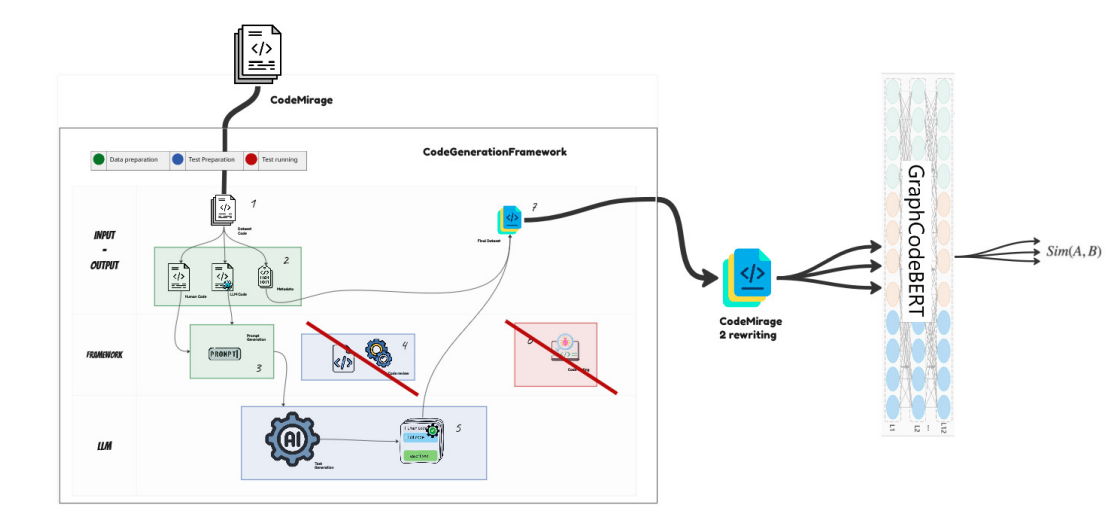 CodeMirage
CodeGenerationFramework
Data preparation
Test Preparation
Test running
INPUT
-
OUTPUT
1
Dataset
Code
2
Human Code
LLM Code
Metadata
7
Final Dataset
FRAMEWORK
Prompt
Generation
PROMPT
3
4
Code review
6
LLM
AI
Test
Generation
5
CodeMirage
2 rewriting
GraphCodeBERT
L1
L2
L12
Sim(A, B)